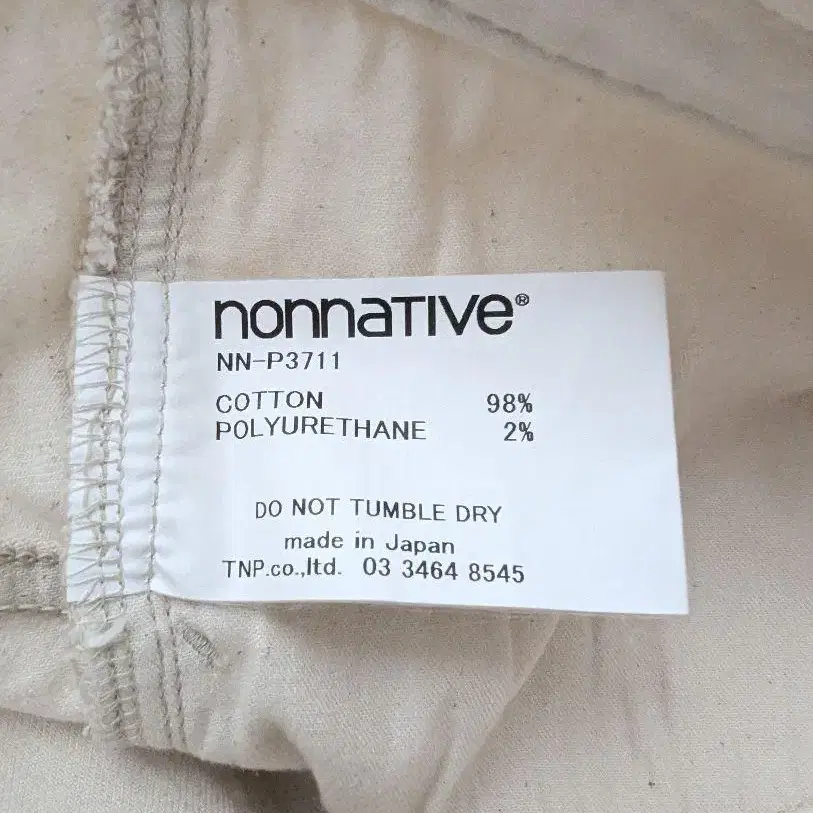 nonnaTIVe®
NN-P3711
COTTON 98%
POLYURETHANE 2%
DO NOT TUMBLE DRY
made in Japan
TNP.co.,ltd. 03 3464 8545